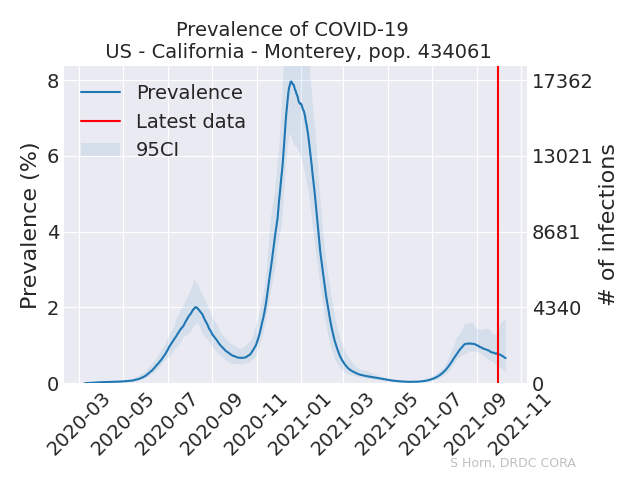 Prevalence of COVID-19
US - California - Monterey, pop. 434061
Prevalence
Latest data
95CI
Prevalence (%)
8
6
4
2
0
17362
13021
8681
4340
0
# of infections
2020-03
2020-05
2020-07
2020-09
2020-11
2021-01
2021-03
2021-05
2021-07
2021-09
2021-11
S Horn, DRDC CORA